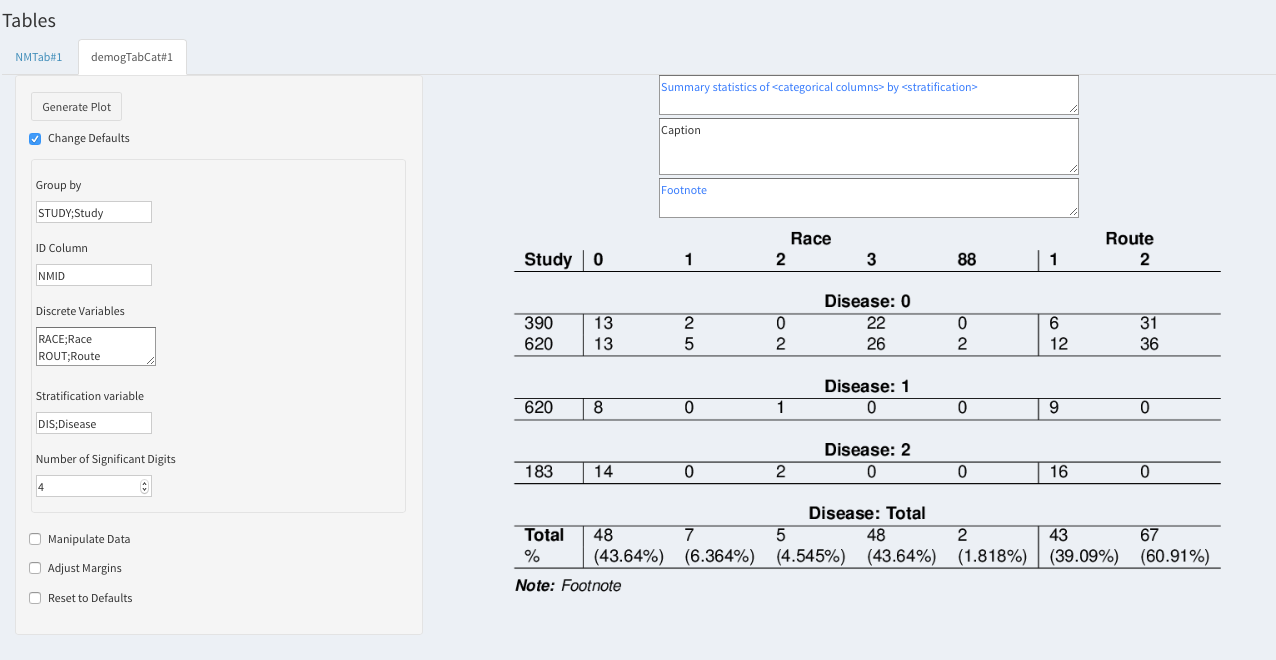 Tables
NMTab#1 demogTabCat#1
Generate Plot
Change Defaults
Group by
STUDY;Study
ID Column
NMID
Discrete Variables
RACE;Race
ROUT;Route
Stratification variable
DIS;Disease
Number of Significant Digits
4
Manipulate Data
Adjust Margins
Reset to Defaults
Summary statistics of <categorical columns> by <stratification>
Caption
Footnote
Race Route
Study 0 1 2 3 88 1 2
Disease: 0
390 13 2 0 22 0 6 31
620 13 5 2 26 2 12 36
Disease: 1
620 8 0 1 0 0 9 0
Disease: 2
183 14 0 2 0 0 16 0
Disease: Total
Total 48 7 5 48 2 43 67
% (43.64%) (6.364%) (4.545%) (43.64%) (1.818%) (39.09%) (60.91%)
Note: Footnote